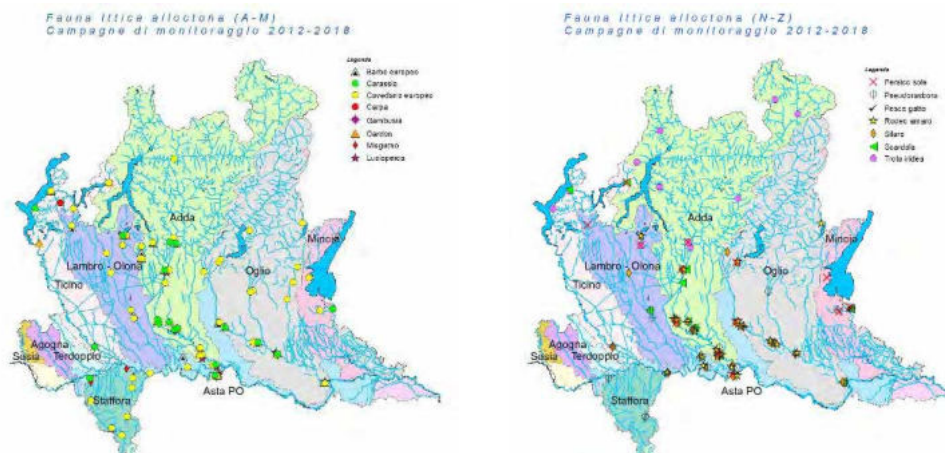 Fauna Ittica alloctona (A-M)
Campagne di monitoraggio 2012-2018
Legenda
Barbo europeo
Carassio
Cavedano europeo
Carpa
Gambusia
Gardon
Misgurno
Lucioperca
Adda
Mincio
Lambro - Olona
Oglio
Ticino
Agogna
Terdoppio
Sesia
Staffora
Asta PO
Fauna Ittica alloctona (N-Z)
Campagne di monitoraggio 2012-2018
Legenda
Persico sole
Pseudorasbora
Pesce gatto
Rodeo amaro
Siluro
Scardola
Trota iridea
Adda
Mincio
Lambro - Olona
Oglio
Ticino
Agogna
Terdoppio
Sesia
Staffora
Asta PO